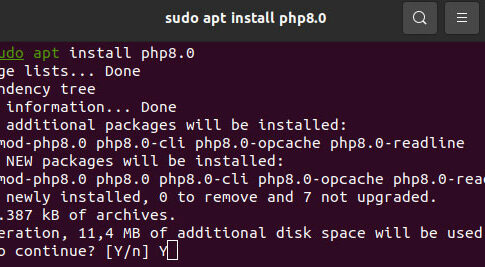 sudo apt install php8.0
udo apt install php8.0
ge lists... Done
ndency tree
information... Done
additional packages will be installed:
mod-php8.0 php8.0-cli php8.0-opcache php8.0-readline
NEW packages will be installed:
mod-php8.0 php8.0 php8.0-cli php8.0-opcache php8.0-rea
newly installed, 0 to remove and 7 not upgraded.
.387 kB of archives.
eration, 11,4 MB of additional disk space will be used
o continue? [Y/n] Y